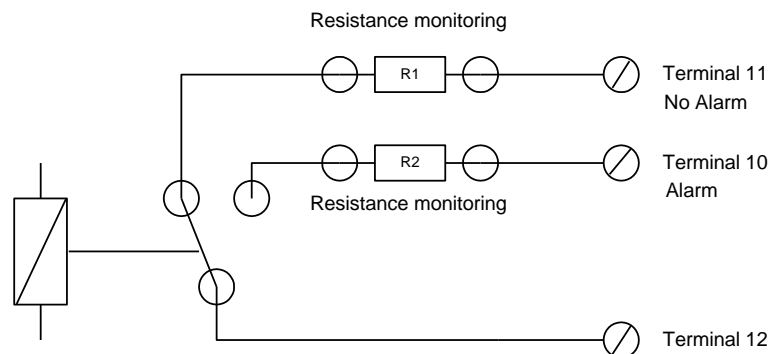 Resistance monitoring
R1
Terminal 11
No Alarm
R2
Terminal 10
Alarm
Resistance monitoring
Terminal 12